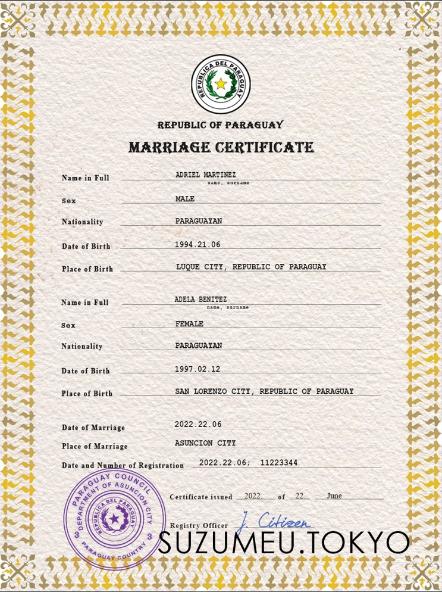 REPUBLICA DEL PARAGUAY
REPUBLIC OF PARAGUAY
MARRIAGE CERTIFICATE
Name in Full ADRIEL MARTINEZ
name, surname
Sex MALE
Nationality PARAGUAYAN
Date of Birth 1994.21.06
Place of Birth LUQUE CITY, REPUBLIC OF PARAGUAY
Name in Full ADELA BENITEZ
name, surname
Sex FEMALE
Nationality PARAGUAYAN
Date of Birth 1997.02.12
Place of Birth SAN LORENZO CITY, REPUBLIC OF PARAGUAY
Date of Marriage 2022.22.06
Place of Marriage ASUNCION CITY
Date and Number of Registration 2022.22.06; 11223344
Certificate issued 2022 of 22 June
Registry Officer J. Citizen
PARAGUAY COUNCIL
DEPARTMENT OF ASUNCION CITY
REPUBLICA DEL PARAGUAY
PARAGUAY COUNTRY
SUZUMEU.TOKYO